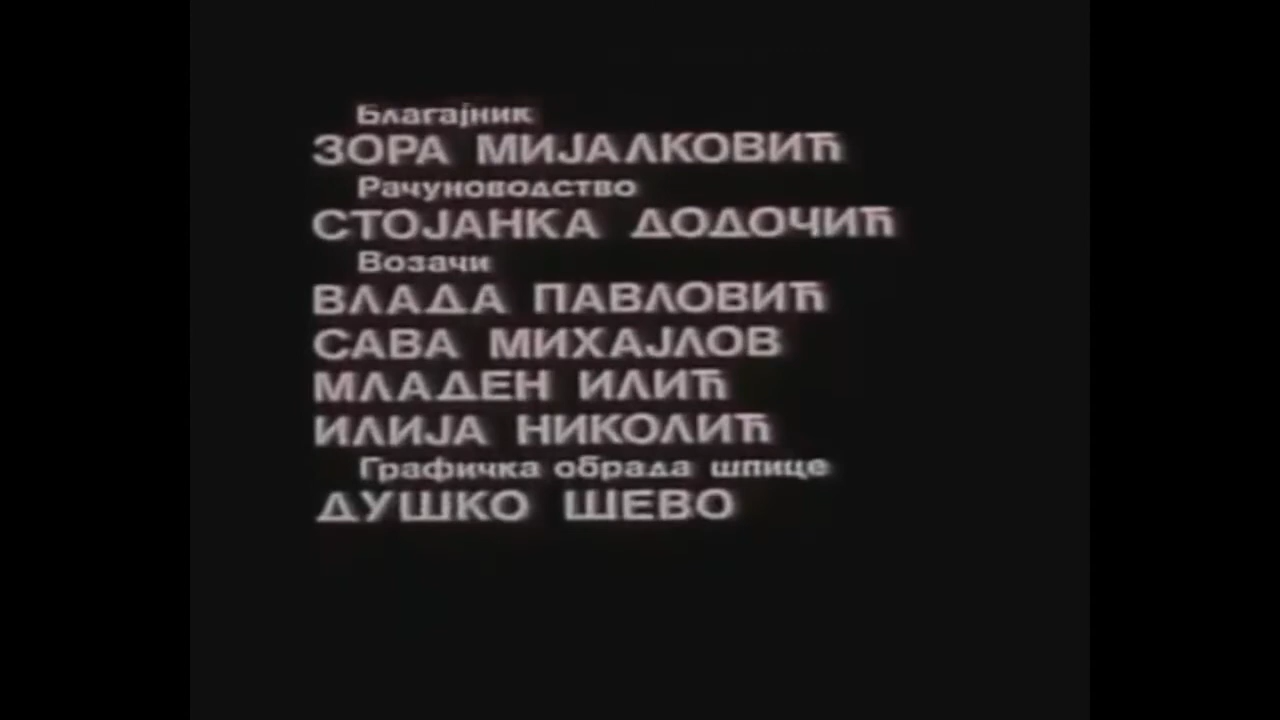 Благајник
ЗОРА МИЈАЛКОВИЋ
Рачуноводство
СТОЈАНКА ДОДОЧИЋ
Возачи
ВЛАДА ПАВЛОВИЋ
САВА МИХАЈЛОВ
МЛАДЕН ИЛИЋ
ИЛИЈА НИКОЛИЋ
Графичка обрада шпице
ДУШКО ШЕВО